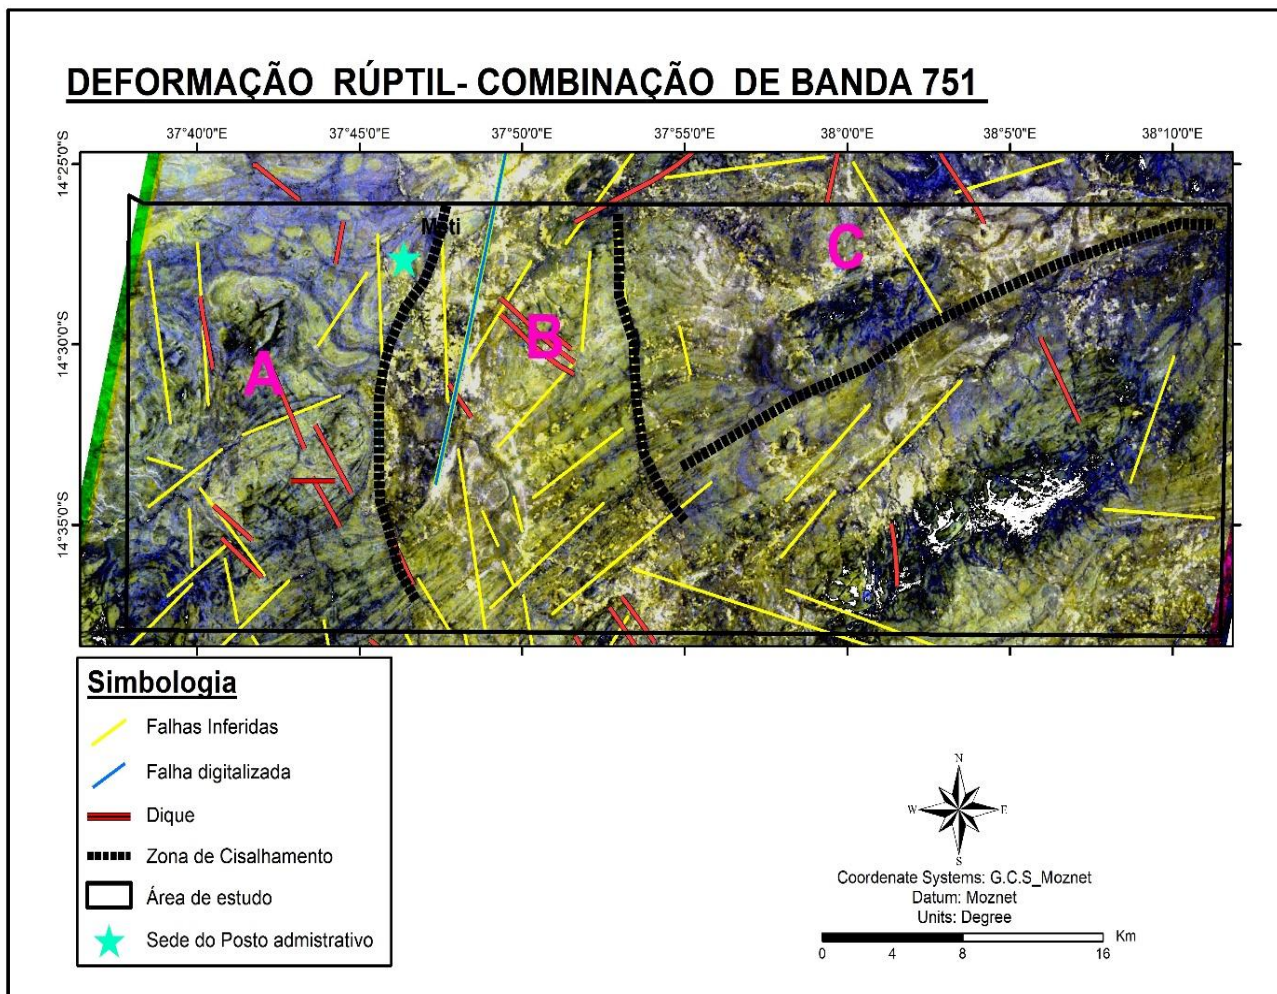 DEFORMAÇÃO RÚPTIL- COMBINAÇÃO DE BANDA 751
37°40'0"E 37°45'0"E 37°50'0"E 37°55'0"E 38°0'0"E 38°5'0"E 38°10'0"E
14°25'0"S
14°30'0"S
14°35'0"S
Muti
A
B
C
Simbologia
Falhas Inferidas
Falha digitalizada
Dique
Zona de Cisalhamento
Área de estudo
Sede do Posto admistrativo
N
W E
S
Coordenate Systems: G.C.S_Moznet
Datum: Moznet
Units: Degree
Km
0 4 8 16